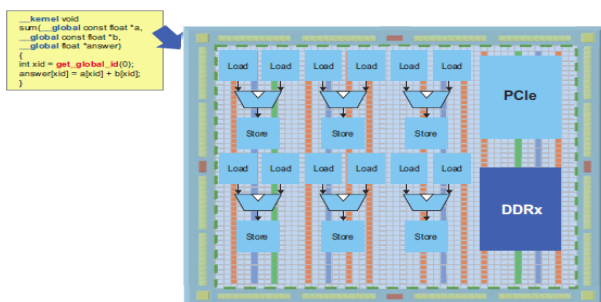 __kernel void
sum(__global const float *a,
__global const float *b,
__global float *answer)
{
int xid = get_global_id(0);
answer[xid] = a[xid] + b[xid];
}
Load Load Load Load Load Load
PCIe
Store Store Store
Load Load Load Load Load Load
DDRx
Store Store Store